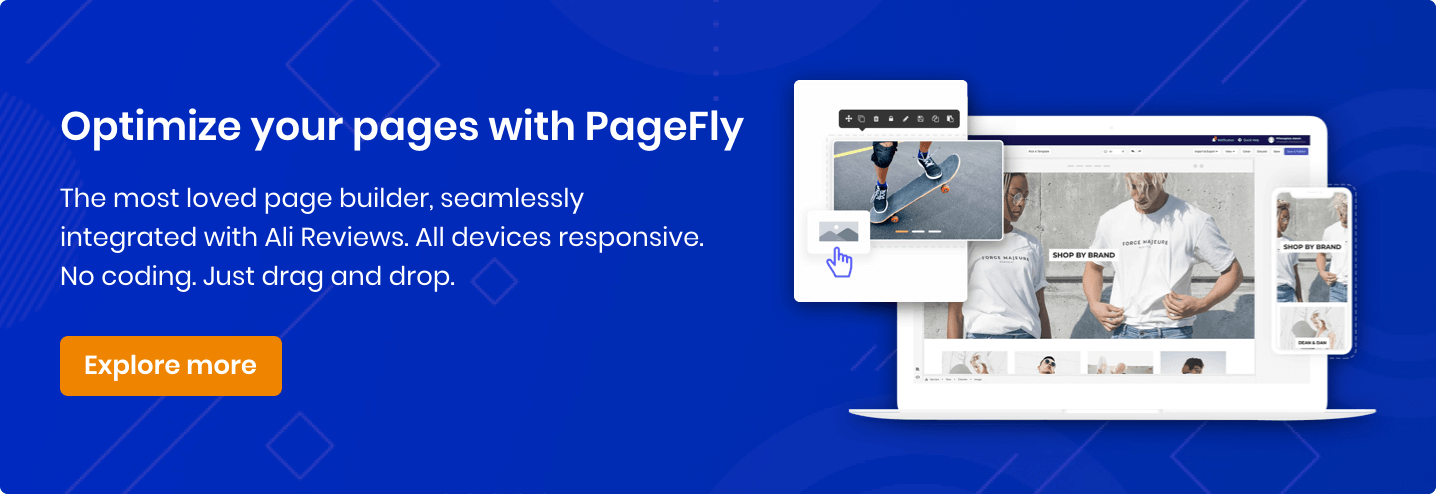 Optimize your pages with PageFly
The most loved page builder, seamlessly
integrated with Ali Reviews. All devices responsive.
No coding. Just drag and drop.
Explore more
FORCE MAJEURE
FORCE MAJEURE
SHOP BY BRAND
SHOP BY BRAND
DEAN & DAN